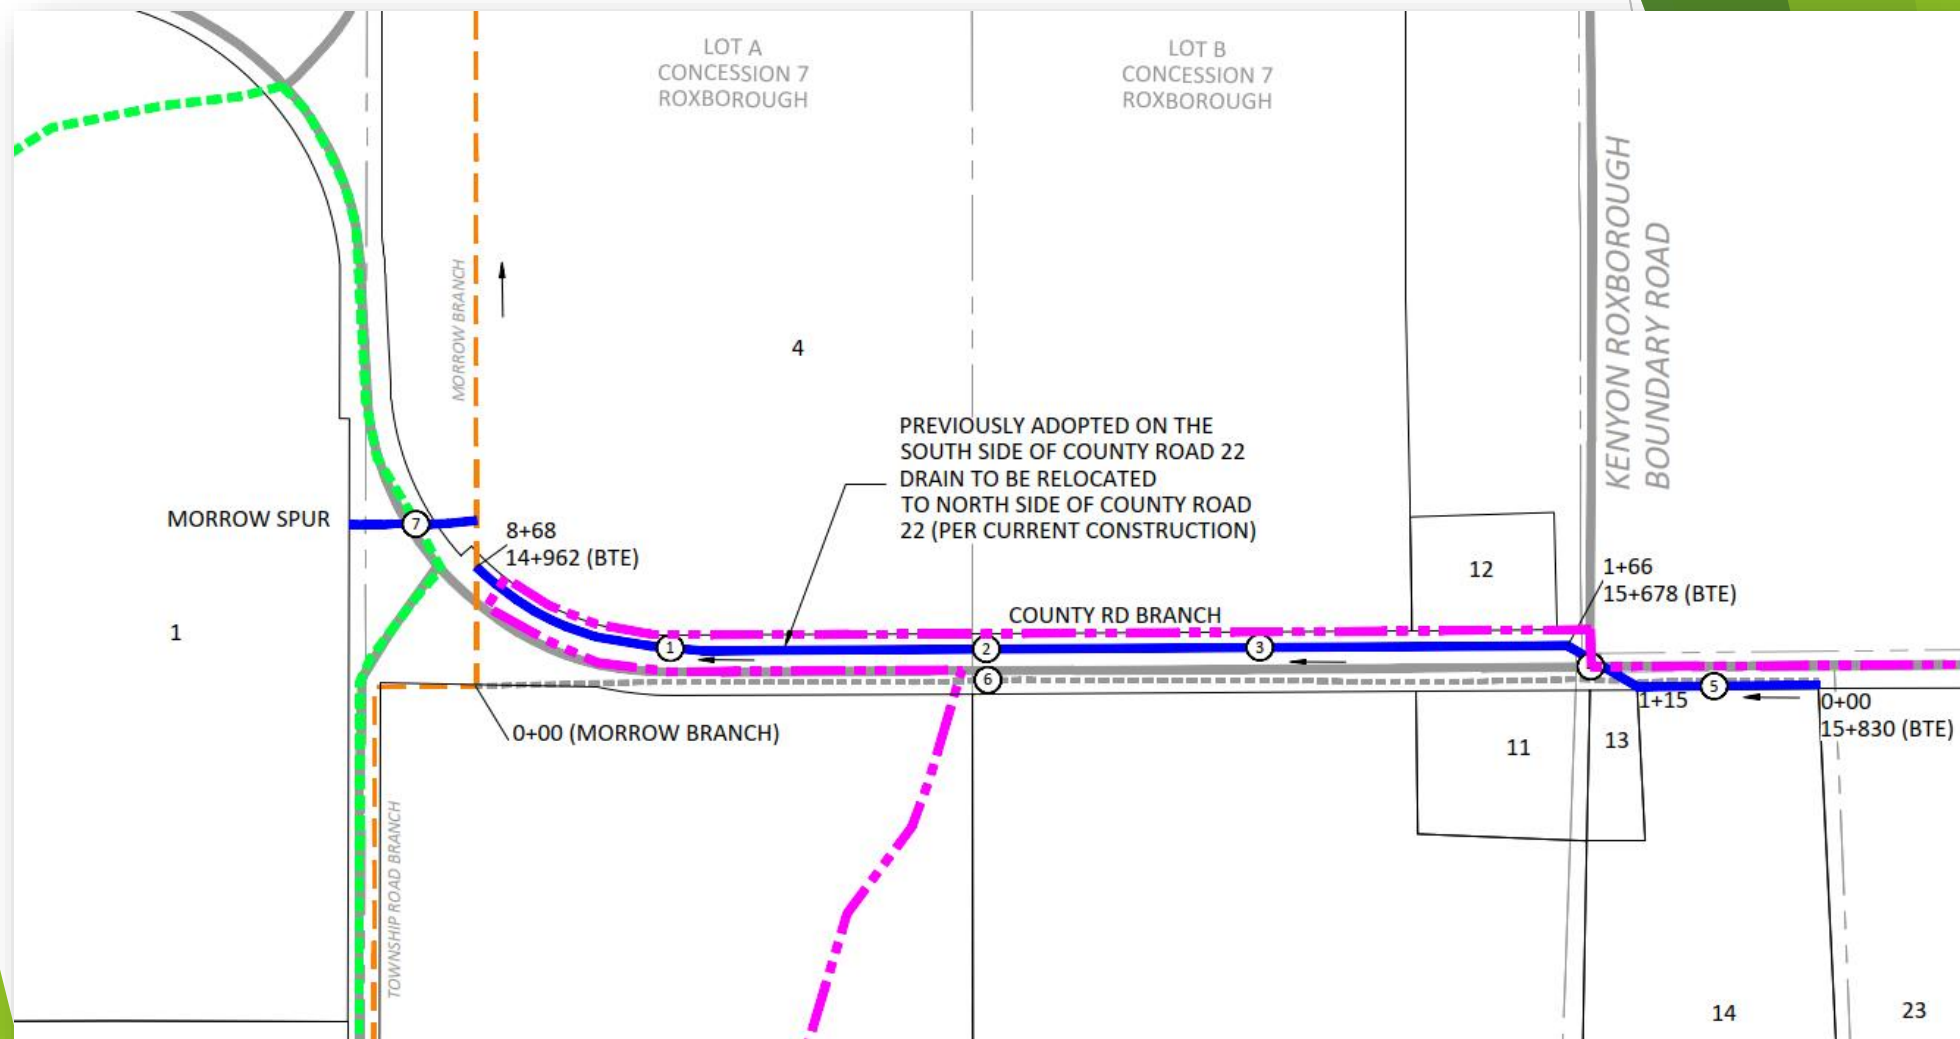 LOT A
CONCESSION 7
ROXBOROUGH
LOT B
CONCESSION 7
ROXBOROUGH
KENYON ROXBOROUGH
BOUNDARY ROAD
MORROW BRANCH
4
PREVIOUSLY ADOPTED ON THE
SOUTH SIDE OF COUNTY ROAD 22
DRAIN TO BE RELOCATED
TO NORTH SIDE OF COUNTY ROAD
22 (PER CURRENT CONSTRUCTION)
MORROW SPUR
7
8+68
14+962 (BTE)
12
1+66
15+678 (BTE)
COUNTY RD BRANCH
1
1
2
3
6
5
1+15
0+00
15+830 (BTE)
0+00 (MORROW BRANCH)
11
13
TOWNSHIP ROAD BRANCH
14
23